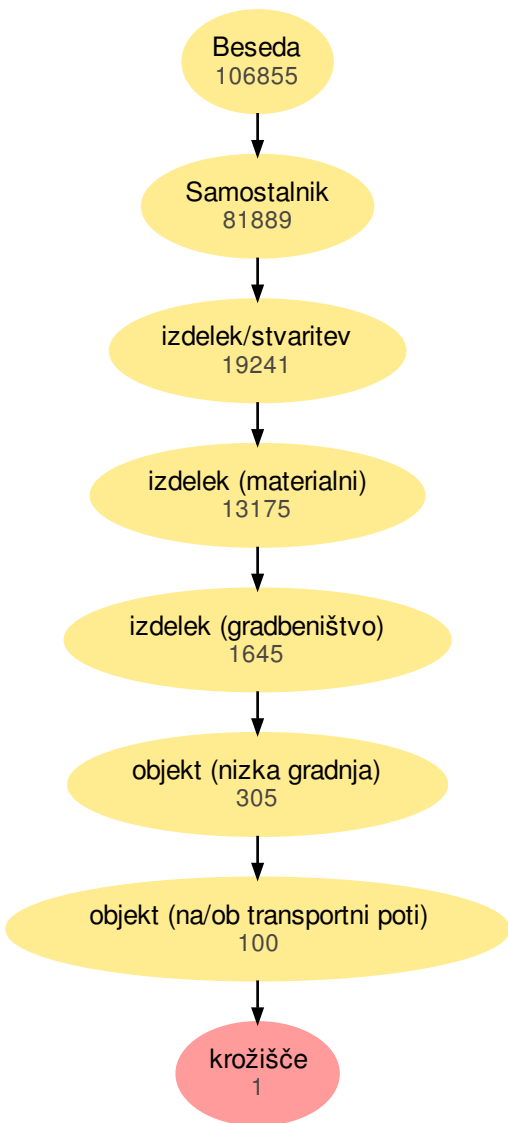 Beseda
106855
Samostalnik
81889
izdelek/stvaritev
19241
izdelek (materialni)
13175
izdelek (gradbeništvo)
1645
objekt (nizka gradnja)
305
objekt (na/ob transportni poti)
100
krožišče
1